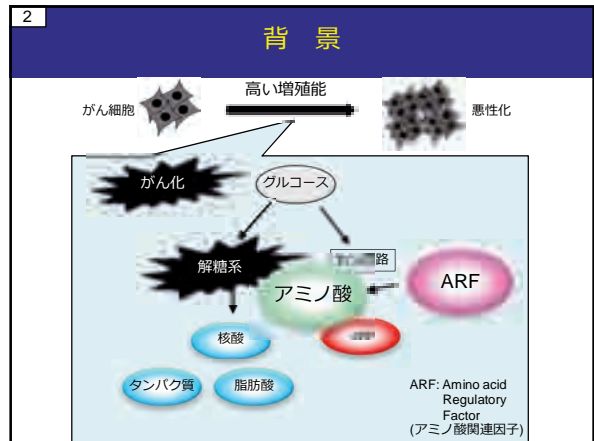 2
背 景
高い増殖能
がん細胞
悪性化
がん化
グルコース
解糖系
路
アミノ酸
ARF
核酸
タンパク質
脂肪酸
ARF: Amino acid
Regulatory
Factor
(アミノ酸関連因子)